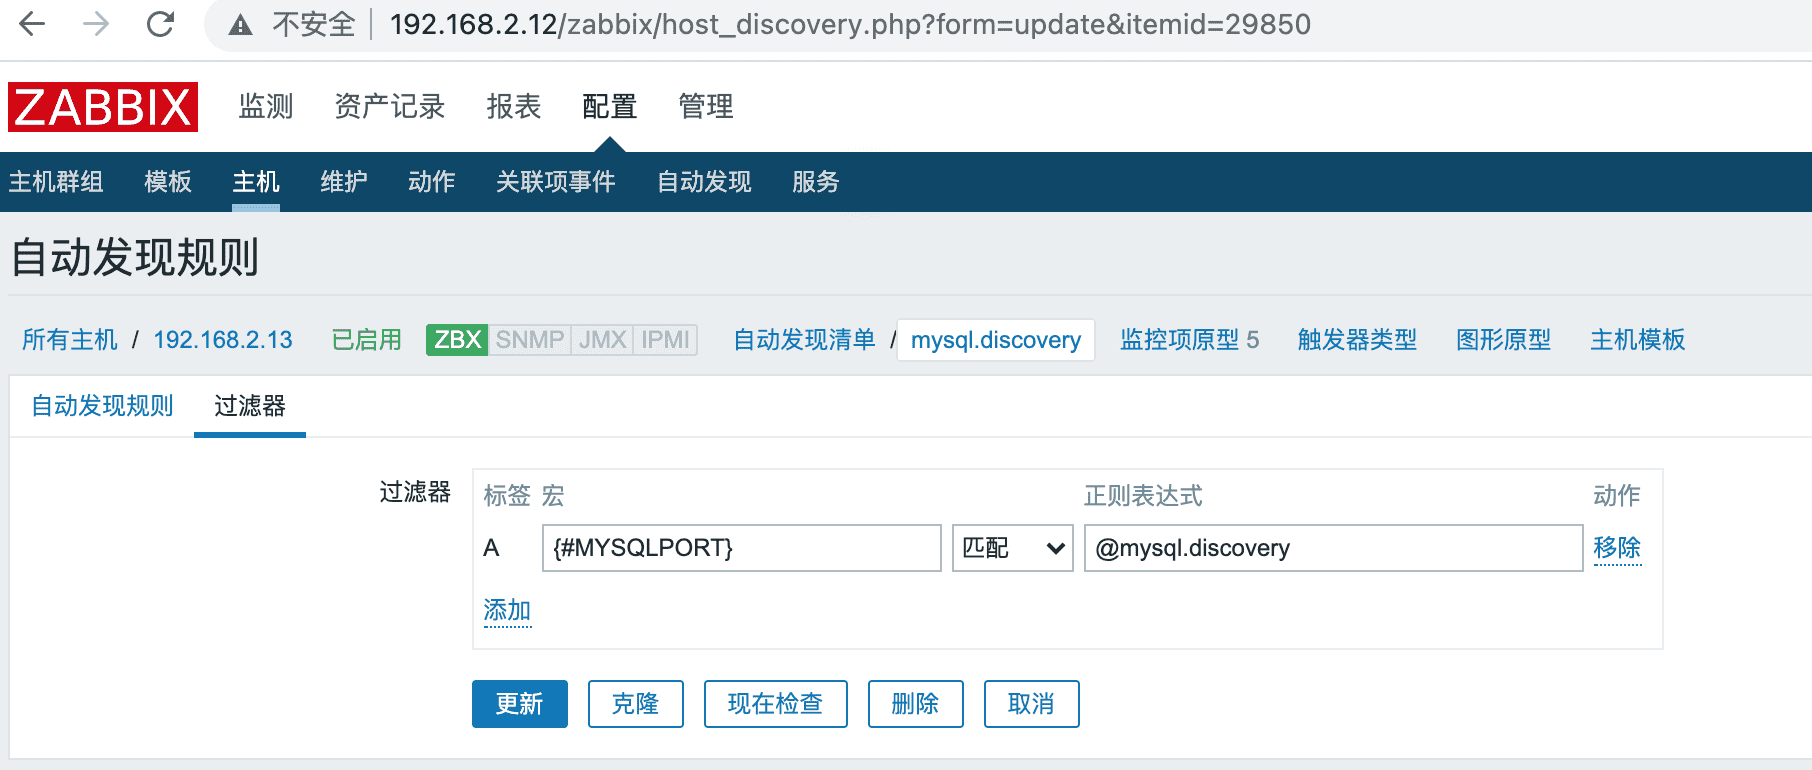 不安全 192.168.2.12/zabbix/host_discovery.php?form=update&itemid=29850
ZABBIX 监测 资产记录 报表 配置 管理
主机群组 模板 主机 维护 动作 关联项事件 自动发现 服务
自动发现规则
所有主机 / 192.168.2.13 已启用 ZBX SNMP JMX IPMI 自动发现清单 / mysql.discovery 监控项原型 5 触发器类型 图形原型 主机模板
自动发现规则 过滤器
过滤器 标签 宏 正则表达式 动作
A {#MYSQLPORT} 匹配 @mysql.discovery 移除
添加
更新 克隆 现在检查 删除 取消